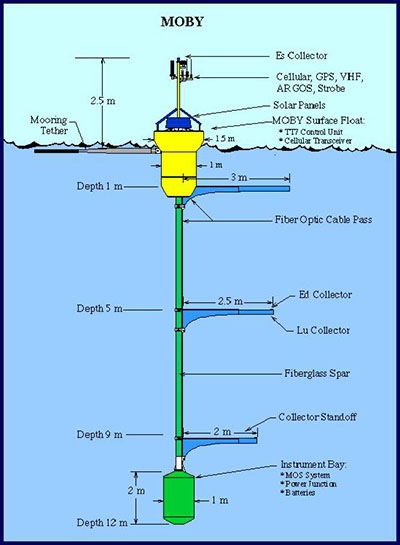 MOBY
Es Collector
Cellular, GPS, VHF,
ARGOS, Strobe
2.5 m
Solar Panels
Mooring
Tether
MOBY Surface Float:
* TT7 Control Unit
* Cellular Transceiver
1.5 m
1 m
3 m
Depth 1 m
Fiber Optic Cable Pass
2.5 m
Ed Collector
Depth 5 m
Lu Collector
Fiberglass Spar
Collector Standoff
2 m
Depth 9 m
Instrument Bay:
* MOS System
* Power Junction
* Batteries
2 m
1 m
Depth 12 m